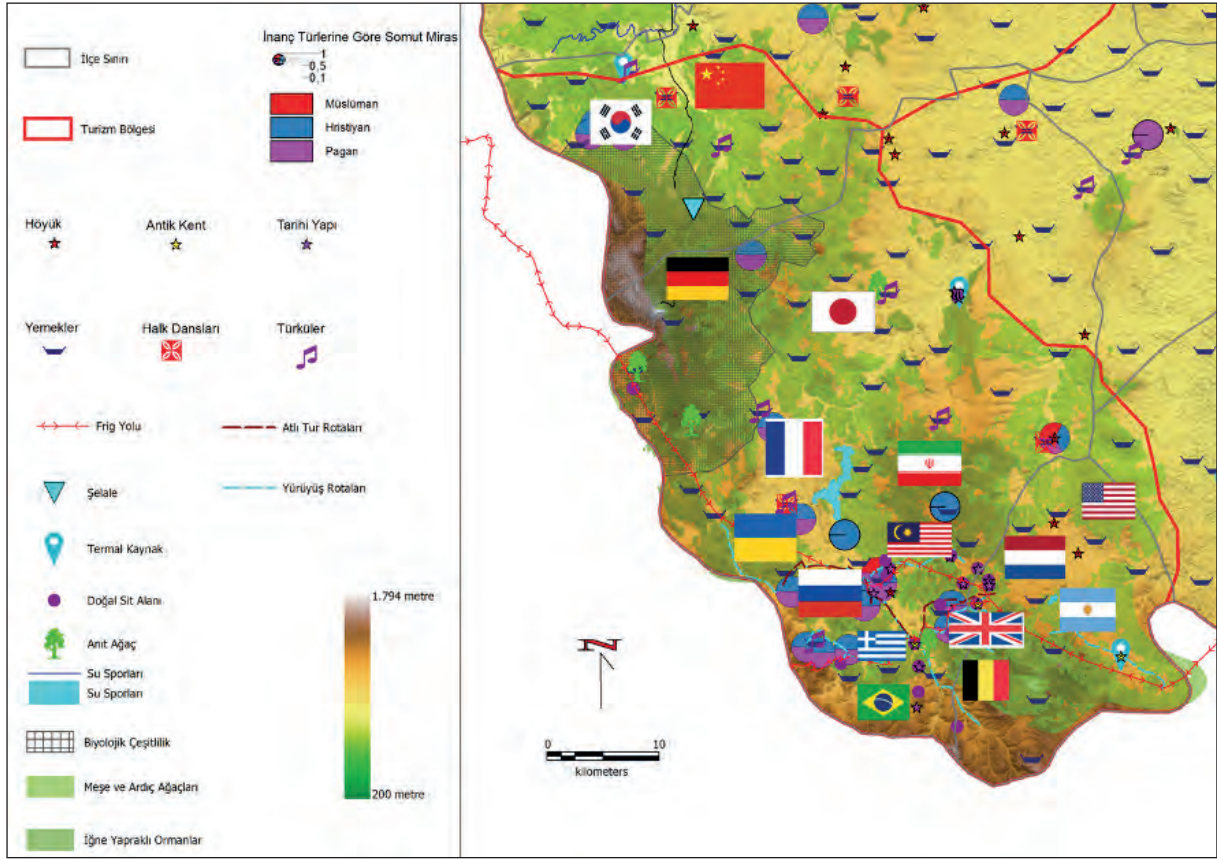 İnanç Türlerine Göre Somut Miras
1
0,5
0,1
İlçe Sınırı
Müslüman
Turizm Bölgesi
Hristiyan
Pagan
Höyük
Antik Kent
Tarihi Yapı
Yemekler
Halk Dansları
Türküler
Frig Yolu
Atlı Tur Rotaları
Şelale
Yürüyüş Rotaları
Termal Kaynak
Doğal Sit Alanı
1.794 metre
Anıt Ağaç
Su Sporları
Su Sporları
Biyolojik Çeşitlilik
Meşe ve Ardıç Ağaçları
200 metre
İğne Yapraklı Ormanlar
N
0 10
kilometers